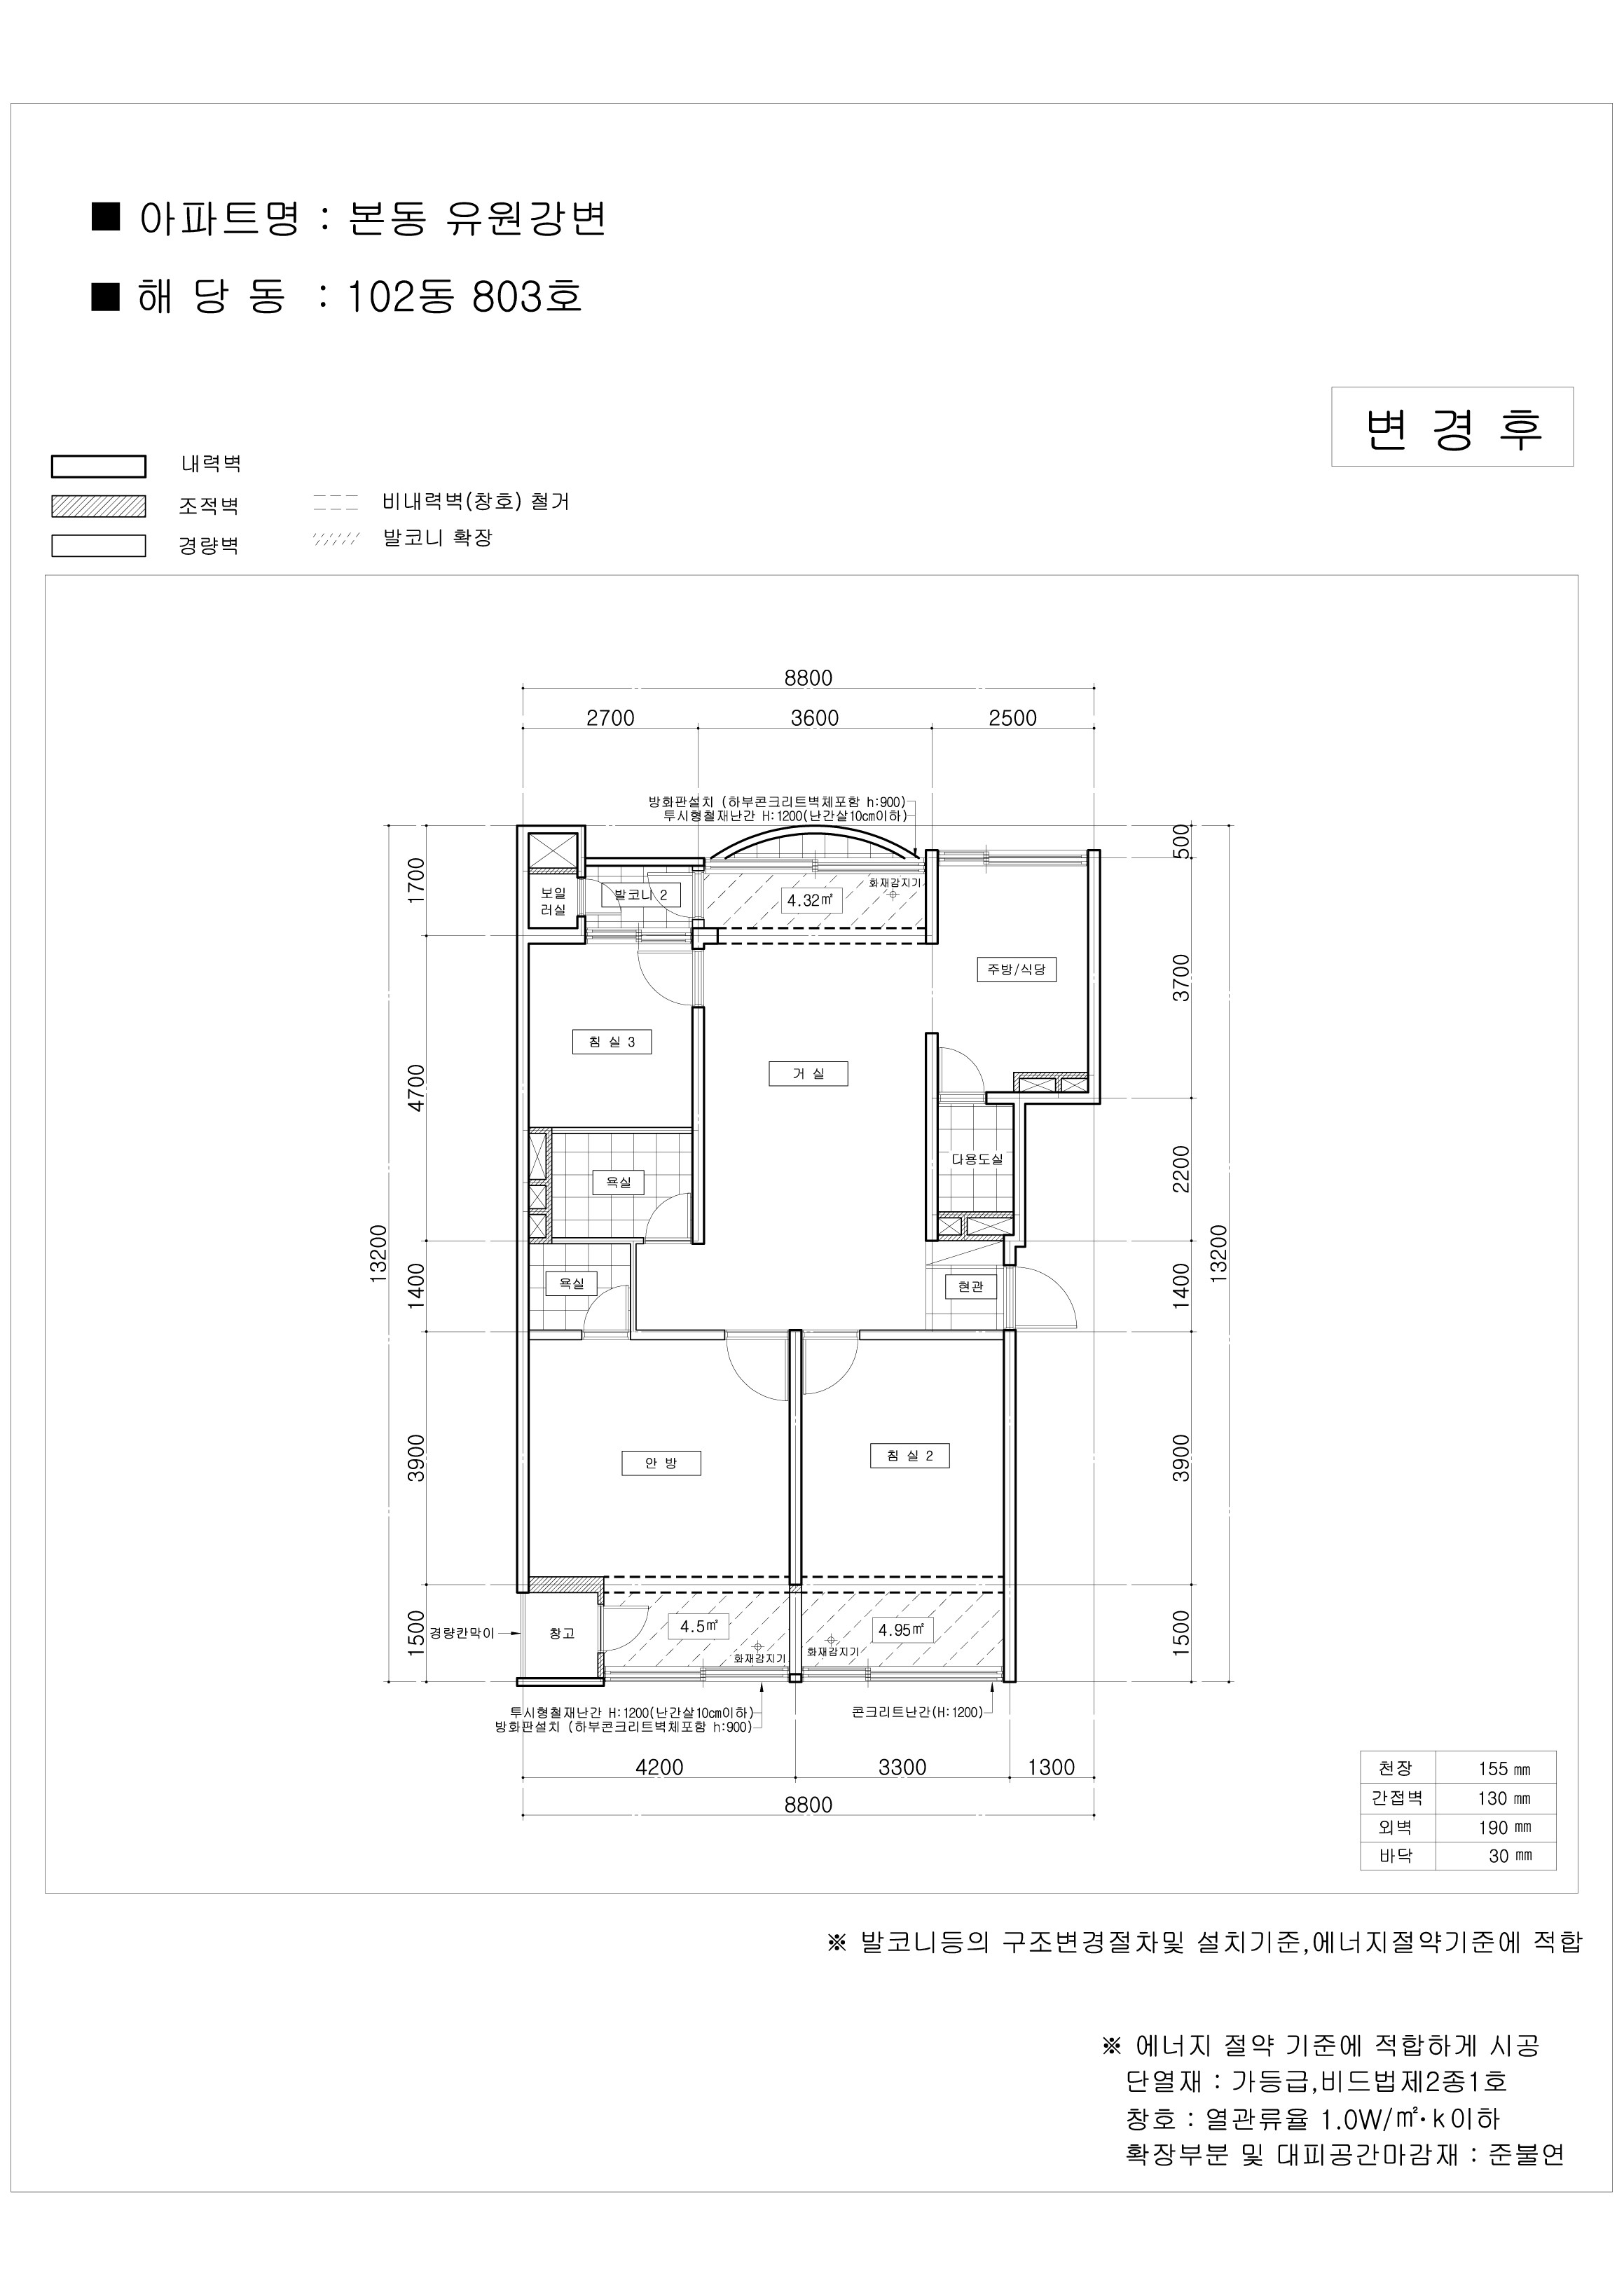 ■ 아파트명 : 본동 유원강변
■ 해 당 동 : 102동 803호
변 경 후
내력벽
조적벽
경량벽
비내력벽(창호) 철거
발코니 확장
8800
2700 3600 2500
방화판설치 (하부콘크리트벽체포함 h:900)
투시형철재난간 H:1200(난간살10cm이하)
1700
4700
1400
3900
1500
13200
500
3700
2200
1400
3900
1500
13200
보일
러실
발코니 2
4.32㎡
화재감지기
주방/식당
침 실 3
거 실
다용도실
욕실
욕실
현관
안 방
침 실 2
경량칸막이
창고
4.5㎡
화재감지기
4.95㎡
화재감지기
투시형철재난간 H:1200(난간살10cm이하)
방화판설치 (하부콘크리트벽체포함 h:900)
콘크리트난간(H:1200)
4200 3300 1300
8800
천장 155 ㎜
간접벽 130 ㎜
외벽 190 ㎜
바닥 30 ㎜
※ 발코니등의 구조변경절차및 설치기준,에너지절약기준에 적합
※ 에너지 절약 기준에 적합하게 시공
단열재 : 가등급,비드법제2종1호
창호 : 열관류율 1.0W/㎡·k이하
확장부분 및 대피공간마감재 : 준불연